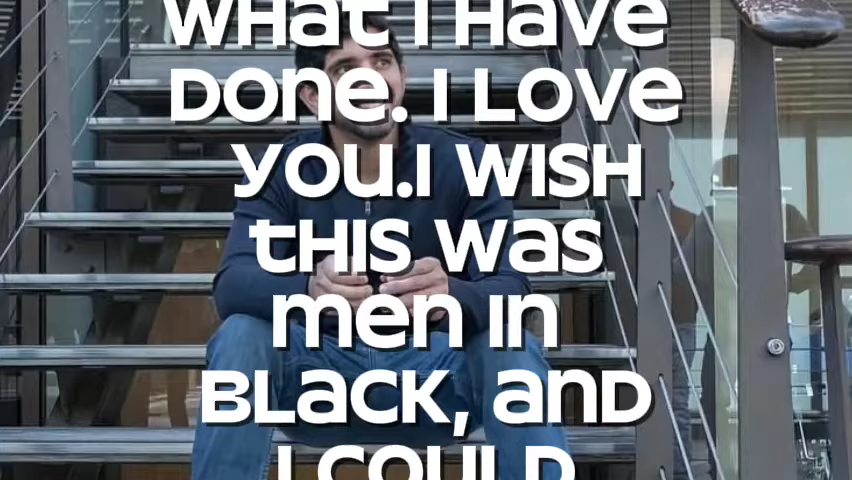 WHAT I HAVE
DONE. I LOVE
YOU.I WISH
THIS WAS
MEN IN
BLACK, AND
I COULD